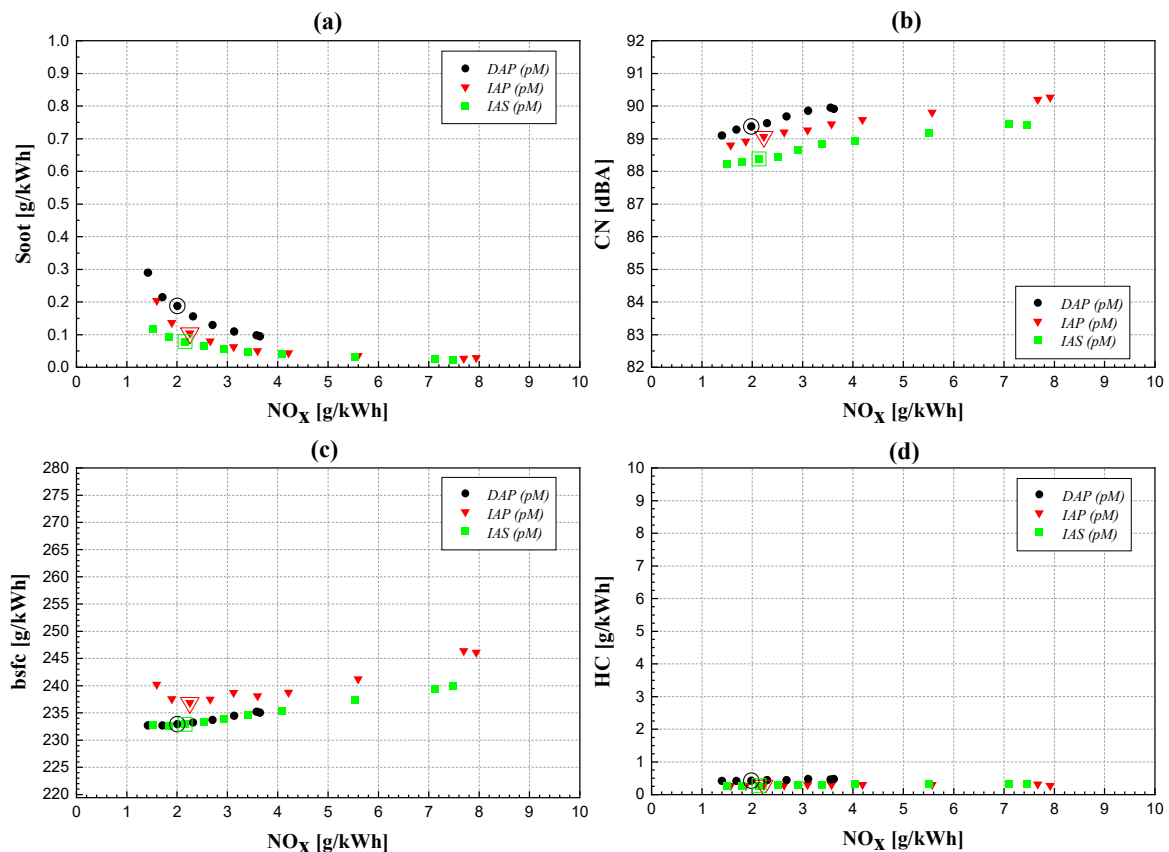 (a)
1.0
0.9
0.8
0.7
0.6
0.5
0.4
0.3
0.2
0.1
0.0
Soot [g/kWh]
DAP (pM)
IAP (pM)
IAS (pM)
0 1 2 3 4 5 6 7 8 9 10
NOX [g/kWh]
(b)
92
91
90
89
88
87
86
85
84
83
82
CN [dBA]
DAP (pM)
IAP (pM)
IAS (pM)
0 1 2 3 4 5 6 7 8 9 10
NOX [g/kWh]
(c)
280
275
270
265
260
255
250
245
240
235
230
225
220
bsfc [g/kWh]
DAP (pM)
IAP (pM)
IAS (pM)
0 1 2 3 4 5 6 7 8 9 10
NOX [g/kWh]
(d)
10
9
8
7
6
5
4
3
2
1
0
HC [g/kWh]
DAP (pM)
IAP (pM)
IAS (pM)
0 1 2 3 4 5 6 7 8 9 10
NOX [g/kWh]